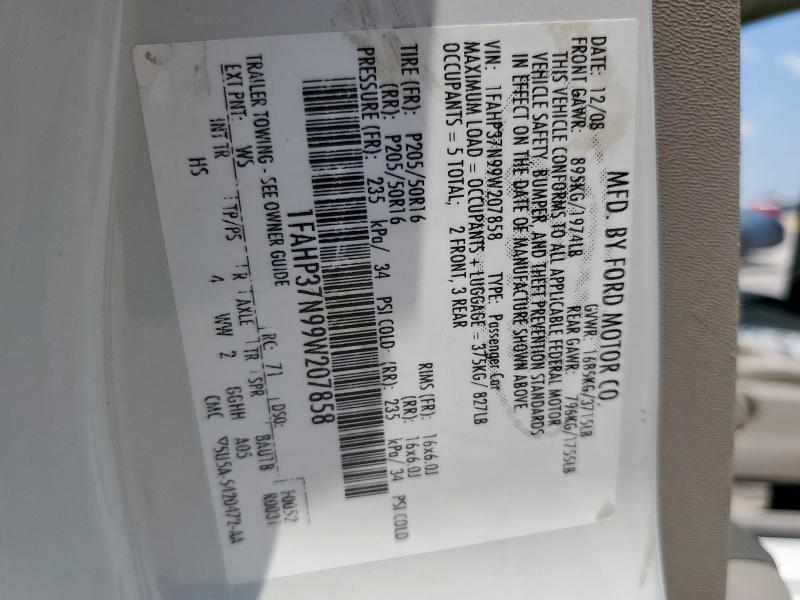 MFD. BY FORD MOTOR CO.
DATE: 12/08 GVWR: 1685KG/3715LB
FRONT GAWR: 895KG/1974LB REAR GAWR: 796KG/1755LB
THIS VEHICLE CONFORMS TO ALL APPLICABLE FEDERAL MOTOR
VEHICLE SAFETY, BUMPER, AND THEFT PREVENTION STANDARDS
IN EFFECT ON THE DATE OF MANUFACTURE SHOWN ABOVE
VIN: 1FAHP37N99W207858 TYPE: Passenger Car
MAXIMUM LOAD = OCCUPANTS + LUGGAGE = 375KG/ 827LB
OCCUPANTS = 5 TOTAL; 2 FRONT, 3 REAR
TIRE (FR): P205/50R16 RIMS (FR): 16x6.0J
(RR): P205/50R16 (RR): 16x6.0J
PRESSURE (FR): 235 kPa/ 34 PSI COLD (RR): 235 kPa/ 34 PSI COLD
1FAHP37N99W207858
TRAILER TOWING - SEE OWNER GUIDE
EXT PNT: WS RC: 71 DSO: F0052
R0031
INT TR TP/PS R AXLE TR SPR 8AUTB
HS 4 WW 2 GGHH A05
CMC 5U5A-5420472-AA